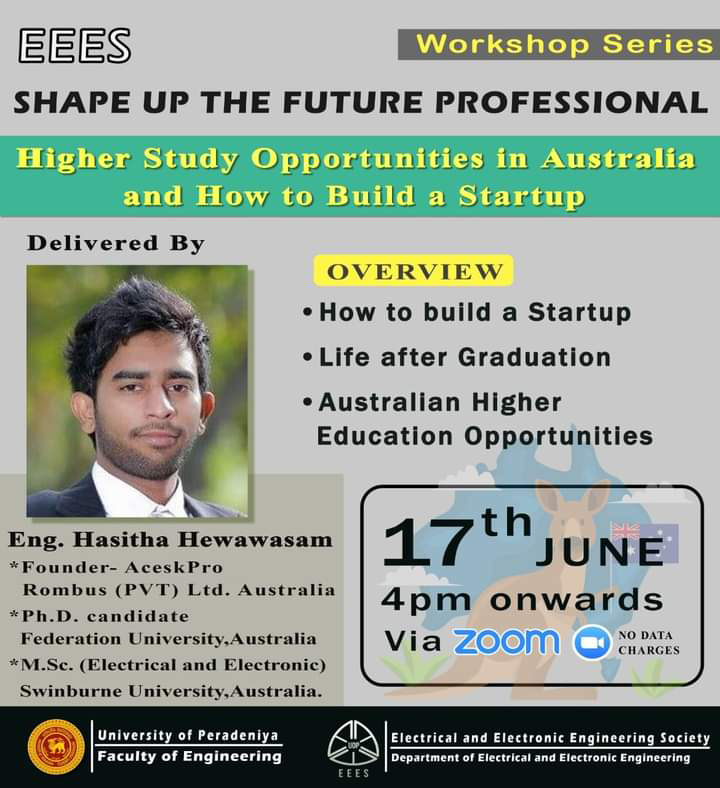 EEES
Workshop Series
SHAPE UP THE FUTURE PROFESSIONAL
Higher Study Opportunities in Australia
and How to Build a Startup
Delivered By
OVERVIEW
• How to build a Startup
• Life after Graduation
• Australian Higher
Education Opportunities
Eng. Hasitha Hewawasam
*Founder- AceskPro
Rombus (PVT) Ltd. Australia
*Ph.D. candidate
Federation University,Australia
*M.Sc. (Electrical and Electronic)
Swinburne University,Australia.
17th JUNE
4pm onwards
Via zoom
NO DATA
CHARGES
University of Peradeniya
Faculty of Engineering
UOP
EEES
Electrical and Electronic Engineering Society
Department of Electrical and Electronic Engineering